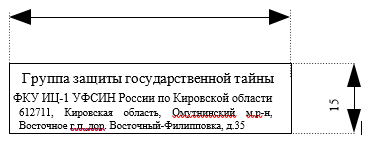 Группа защиты государственной тайны
ФКУ ИЦ-1 УФСИН России по Кировской области
612711, Кировская область, Омутнинский м.р-н,
Восточное г.п. дор. Восточный-Филипповка, д.35
15